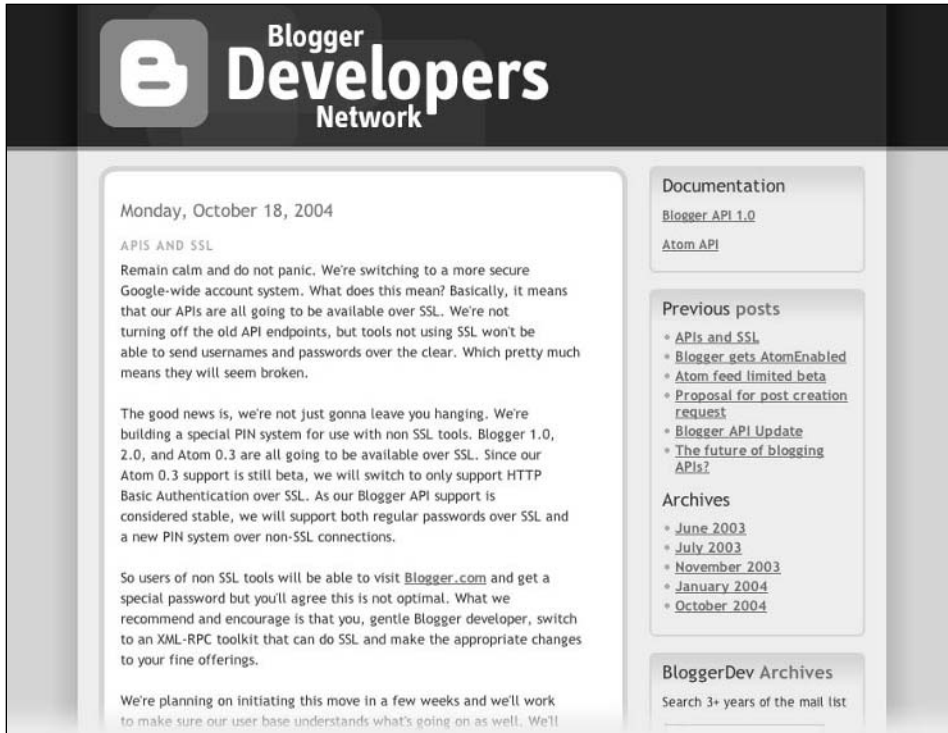 Blogger
Developers
Network
Monday, October 18, 2004
APIS AND SSL
Remain calm and do not panic. We're switching to a more secure
Google-wide account system. What does this mean? Basically, it means
that our APIs are all going to be available over SSL. We're not
turning off the old API endpoints, but tools not using SSL won't be
able to send usernames and passwords over the clear. Which pretty much
means they will seem broken.
The good news is, we're not just gonna leave you hanging. We're
building a special PIN system for use with non SSL tools. Blogger 1.0,
2.0, and Atom 0.3 are all going to be available over SSL. Since our
Atom 0.3 support is still beta, we will switch to only support HTTP
Basic Authentication over SSL. As our Blogger API support is
considered stable, we will support both regular passwords over SSL and
a new PIN system over non-SSL connections.
So users of non SSL tools will be able to visit Blogger.com and get a
special password but you'll agree this is not optimal. What we
recommend and encourage is that you, gentle Blogger developer, switch
to an XML-RPC toolkit that can do SSL and make the appropriate changes
to your fine offerings.
We're planning on initiating this move in a few weeks and we'll work
to make sure our user base understands what's going on as well. We'll
Documentation
Blogger API 1.0
Atom API
Previous posts
APIs and SSL
Blogger gets AtomEnabled
Atom feed limited beta
Proposal for post creation
request
Blogger API Update
The future of blogging
APIs?
Archives
June 2003
July 2003
November 2003
January 2004
October 2004
BloggerDev Archives
Search 3+ years of the mail list